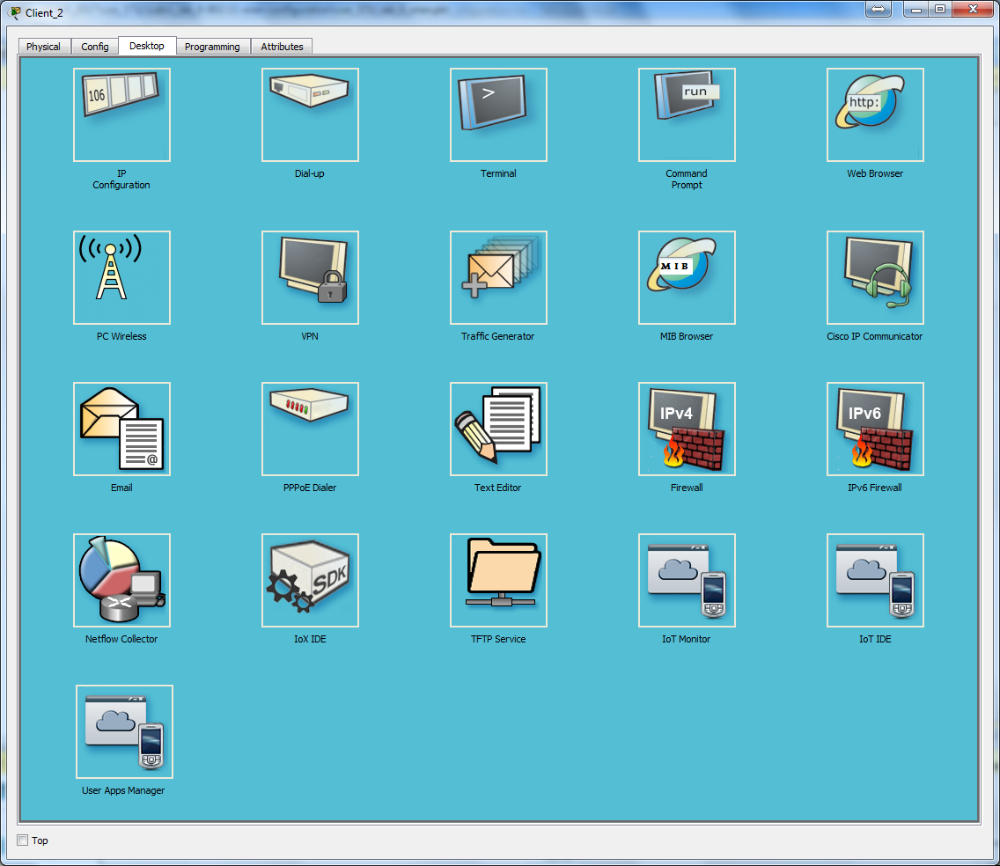 Client_2
Physical Config Desktop Programming Attributes
106
>
run
http:
IP Configuration
Dial-up
Terminal
Command Prompt
Web Browser
MIB
PC Wireless
VPN
Traffic Generator
MIB Browser
Cisco IP Communicator
@
IPv4
IPv6
Email
PPPoE Dialer
Text Editor
Firewall
IPv6 Firewall
SDK
Netflow Collector
IoX IDE
TFTP Service
IoT Monitor
IoT IDE
User Apps Manager
Top